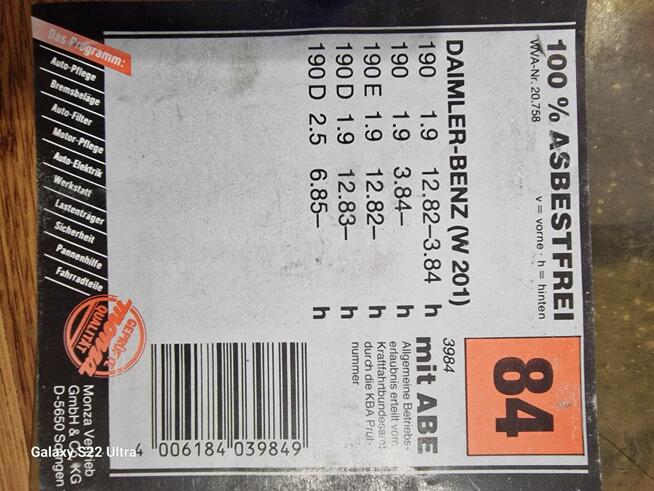 100 % ASBESTFREI
WVA-Nr. 20.758
v = vorne · h = hinten
84
DAIMLER-BENZ (W 201)
190 1.9 12.82–3.84 h
190 1.9 3.84– h
190 E 1.9 12.82– h
190 D 1.9 12.83– h
190 D 2.5 6.85– h
3984
mit ABE
Allgemeine Betriebs-
erlaubnis erteilt vom
Kraftfahrtbundesamt
durch die KBA Prüf-
nummer
4 006184 039849
Das Programm:
Auto-Pflege
Bremsbeläge
Auto-Filter
Motor-Pflege
Auto-Elektrik
Werkstatt
Lastenträger
Sicherheit
Pannenhilfe
Fahrradteile
GEPRÜFTE
monza
QUALITÄT
Monza Vertrieb
GmbH & Co. KG
D-5650 Solingen
Galaxy S22 Ultra